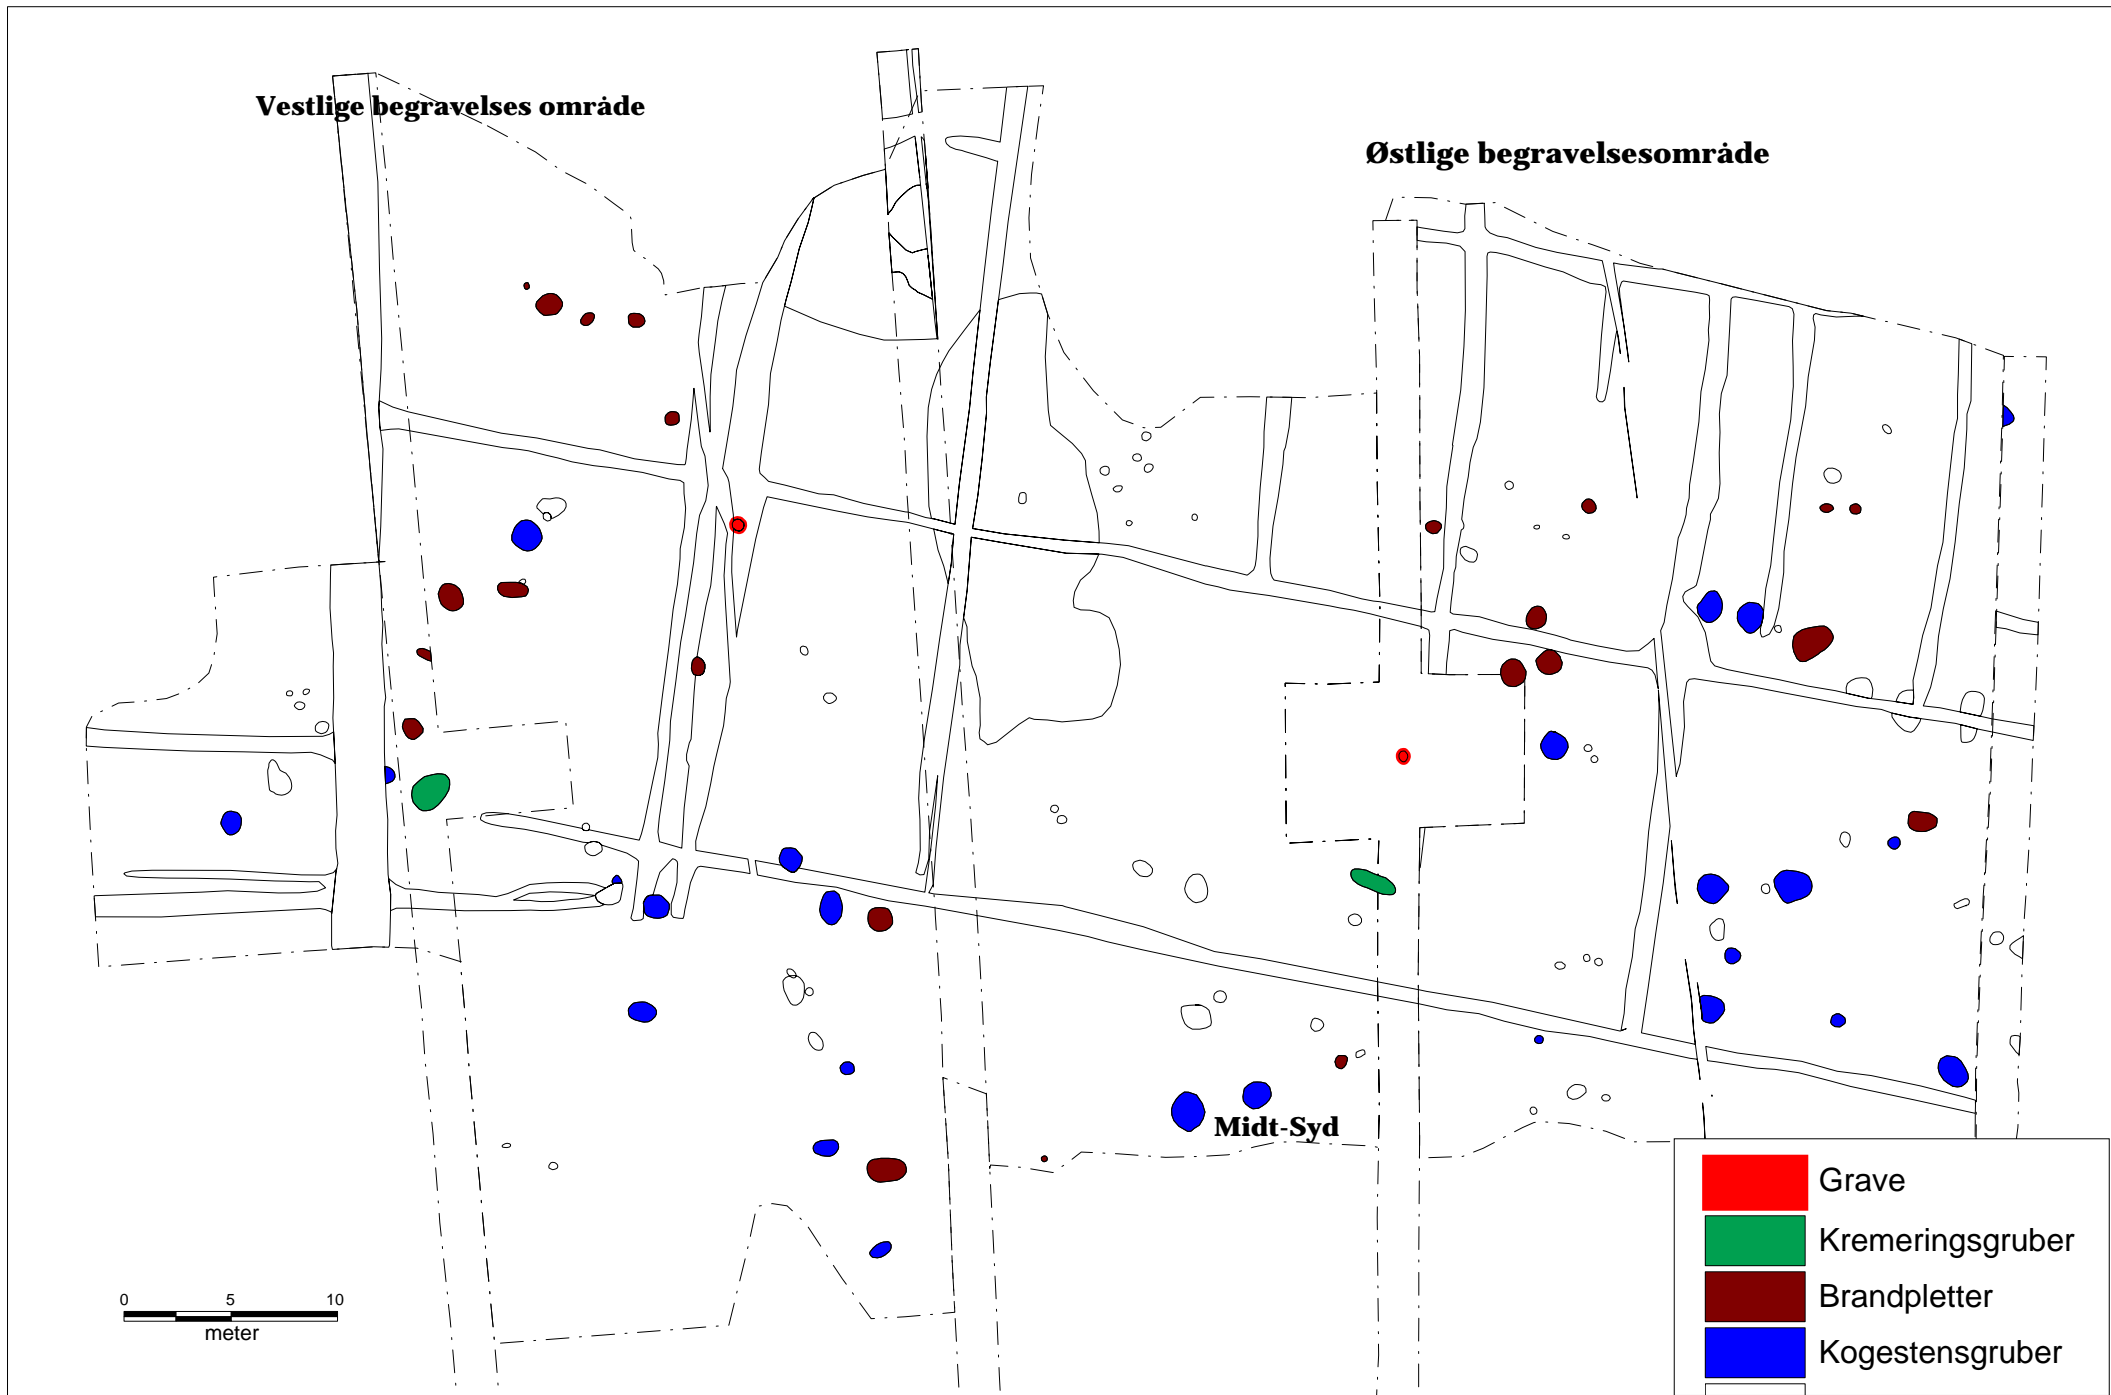 Vestlige begravelses område
Østlige begravelsesområde
Midt-Syd
0 5 10
meter
Grave
Kremeringsgruber
Brandpletter
Kogestensgruber